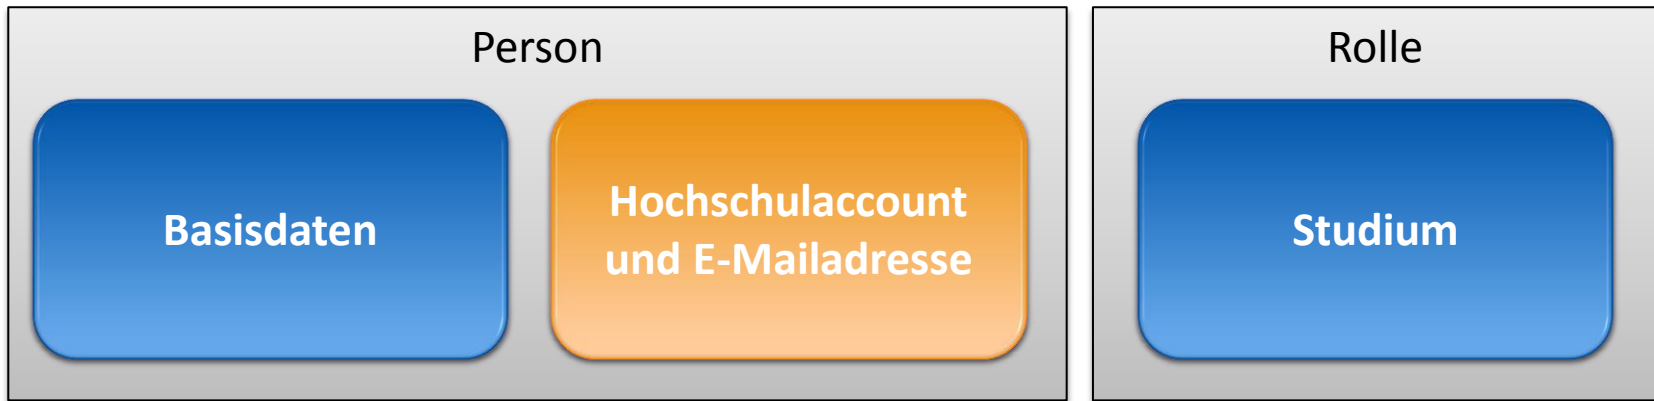 Person
Rolle
Basisdaten
Hochschulaccount
und E-Mailadresse
Studium